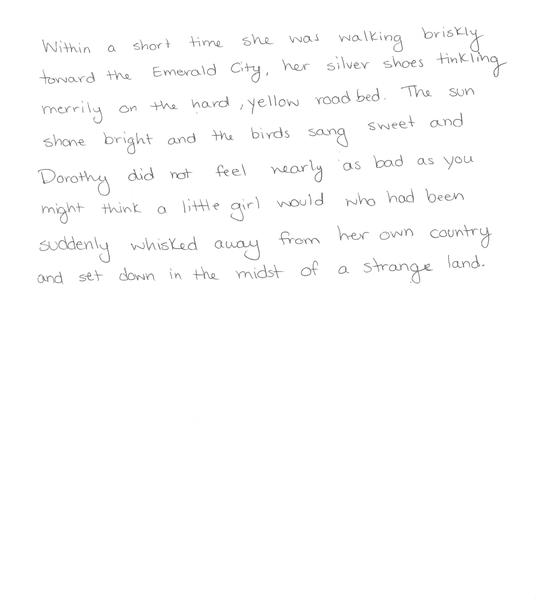 Within a short time she was walking briskly
toward the Emerald City, her silver shoes tinkling
merrily on the hard, yellow roadbed. The sun
shone bright and the birds sang sweet and
Dorothy did not feel nearly as bad as you
might think a little girl would who had been
suddenly whisked away from her own country
and set down in the midst of a strange land.